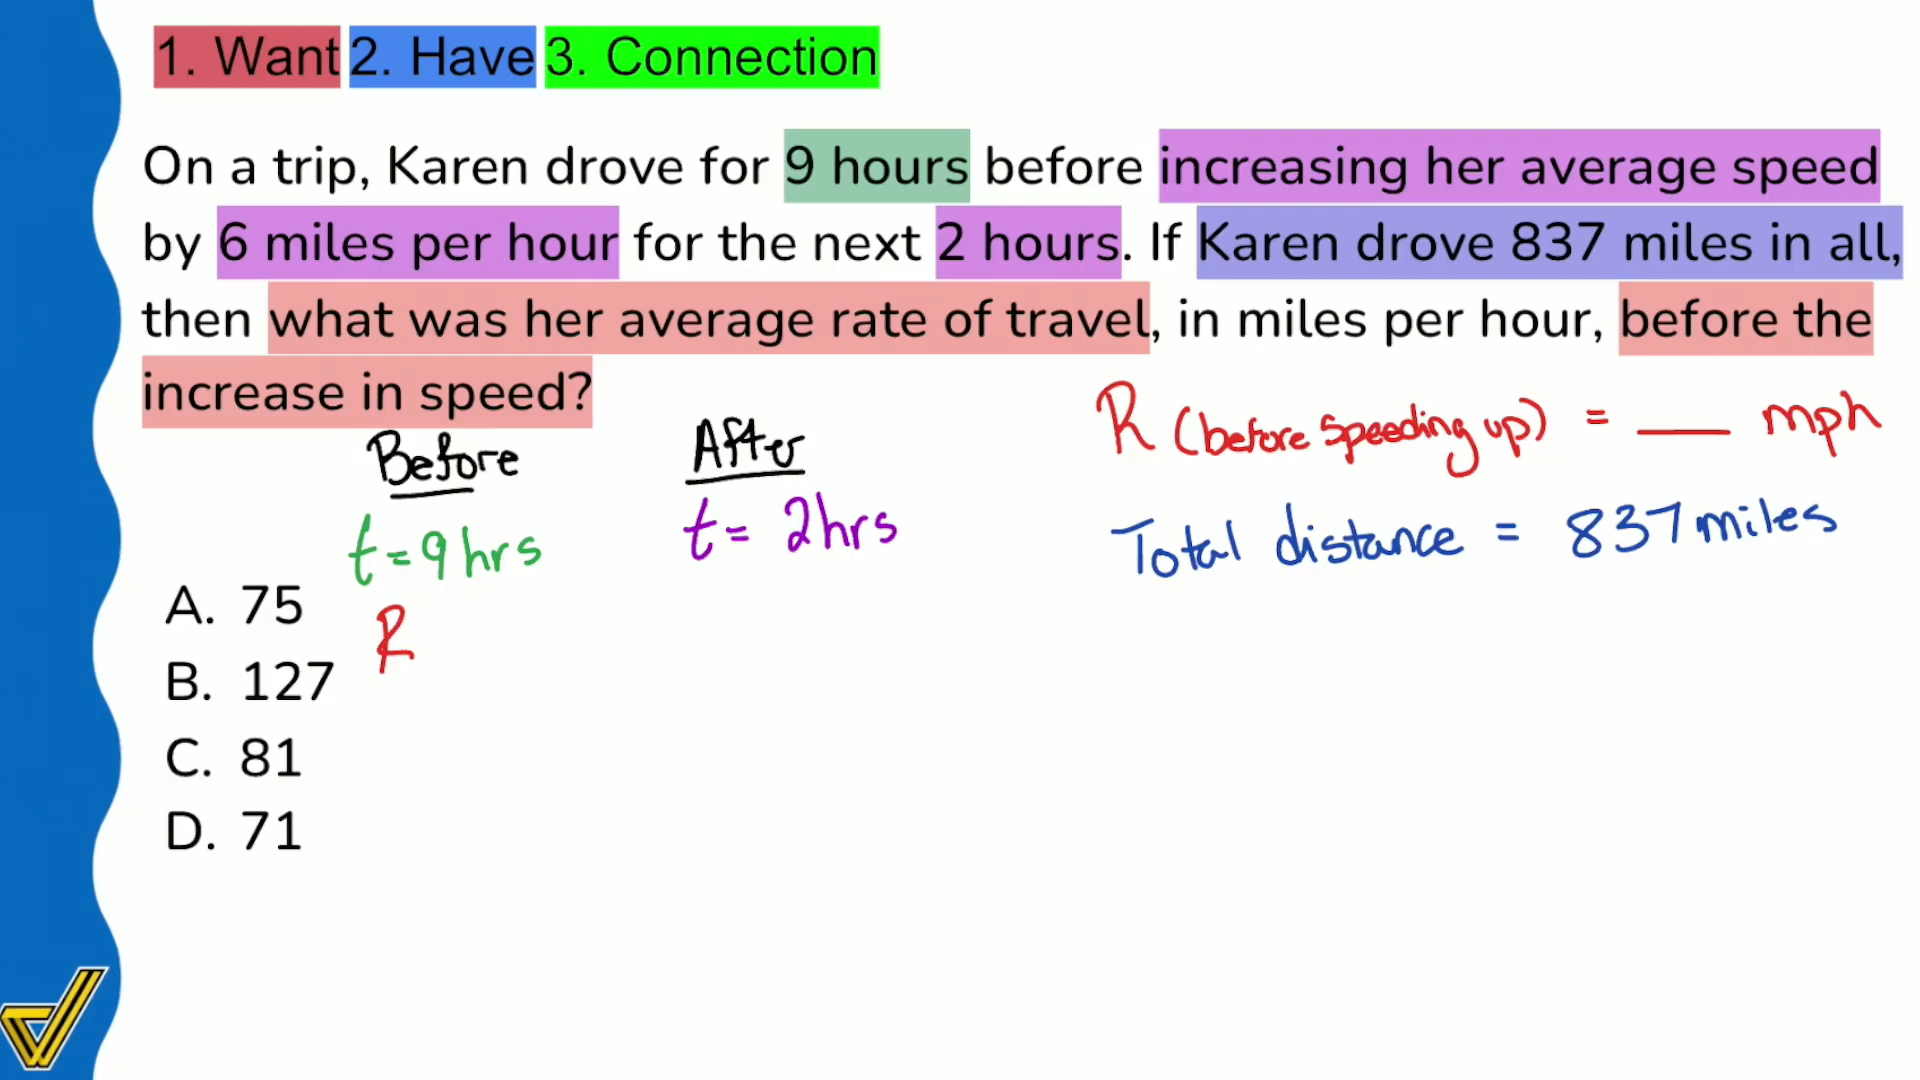 1. Want 2. Have 3. Connection
On a trip, Karen drove for 9 hours before increasing her average speed
by 6 miles per hour for the next 2 hours. If Karen drove 837 miles in all,
then what was her average rate of travel, in miles per hour, before the
increase in speed?
R (before speeding up) = ___ mph
Before
After
t = 9 hrs
t = 2 hrs
Total distance = 837 miles
R
A. 75
B. 127
C. 81
D. 71